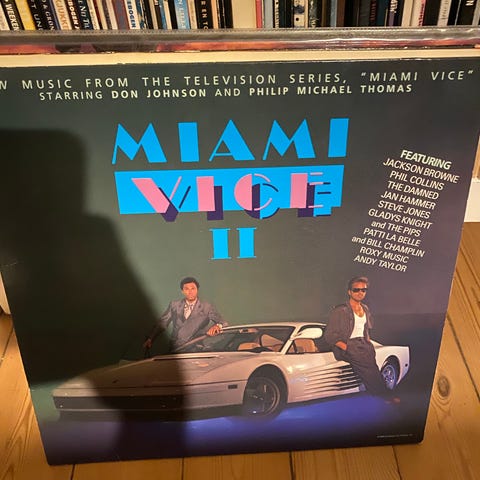 W MUSIC FROM THE TELEVISION SERIES, "MIAMI VICE"
STARRING DON JOHNSON AND PHILIP MICHAEL THOMAS
MIAMI
VICE
II
FEATURING
JACKSON BROWNE
PHIL COLLINS
THE DAMNED
JAN HAMMER
STEVE JONES
GLADYS KNIGHT
and THE PIPS
PATTI LA BELLE
and BILL CHAMPLIN
ROXY MUSIC
ANDY TAYLOR